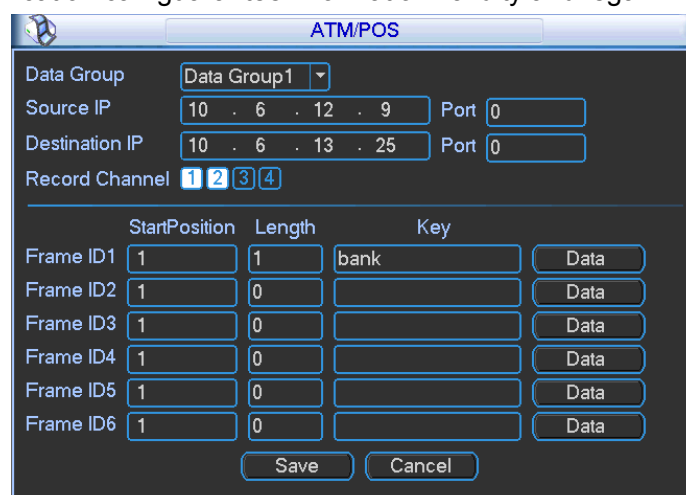 ATM/POS
Data Group Data Group1
Source IP 10 . 6 . 12 . 9 Port 0
Destination IP 10 . 6 . 13 . 25 Port 0
Record Channel 1 2 3 4
StartPosition Length Key
Frame ID1 1 1 bank Data
Frame ID2 1 0 Data
Frame ID3 1 0 Data
Frame ID4 1 0 Data
Frame ID5 1 0 Data
Frame ID6 1 0 Data
Save Cancel